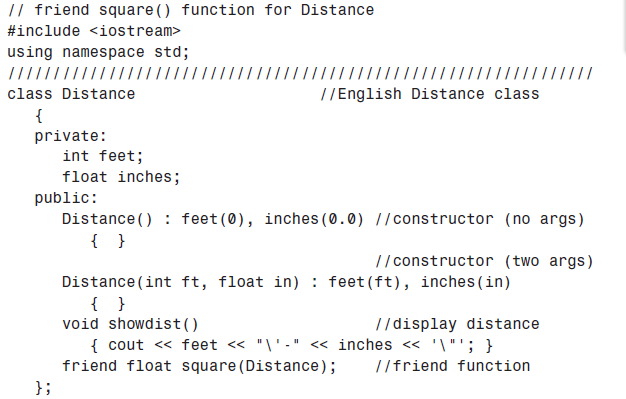 // friend square() function for Distance
#include <iostream>
using namespace std;
////////////////////////////////////////////////////////////////
class Distance                    //English Distance class
   {
   private:
      int feet;
      float inches;
   public:
      Distance() : feet(0), inches(0.0) //constructor (no args)
         {  }
                                        //constructor (two args)
      Distance(int ft, float in) : feet(ft), inches(in)
         {  }
      void showdist()                   //display distance
         { cout << feet << "\'-" << inches << '\"'; }
      friend float square(Distance);    //friend function
   };